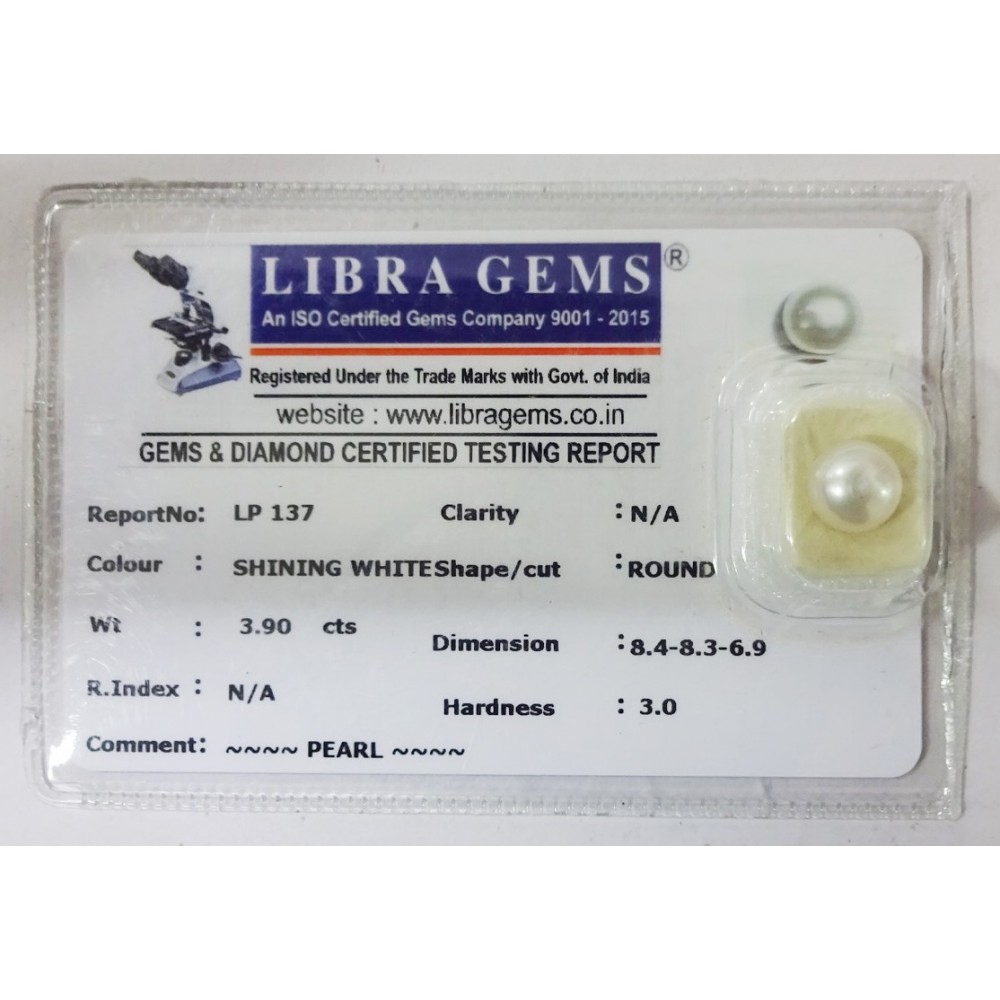 LIBRA GEMS ®
An ISO Certified Gems Company 9001 - 2015
Registered Under the Trade Marks with Govt. of India
website : www.libragems.co.in
GEMS & DIAMOND CERTIFIED TESTING REPORT
ReportNo: LP 137 Clarity : N/A
Colour : SHINING WHITE Shape/cut : ROUND
Wt : 3.90 cts Dimension : 8.4-8.3-6.9
R.Index : N/A Hardness : 3.0
Comment: ~~~~ PEARL ~~~~